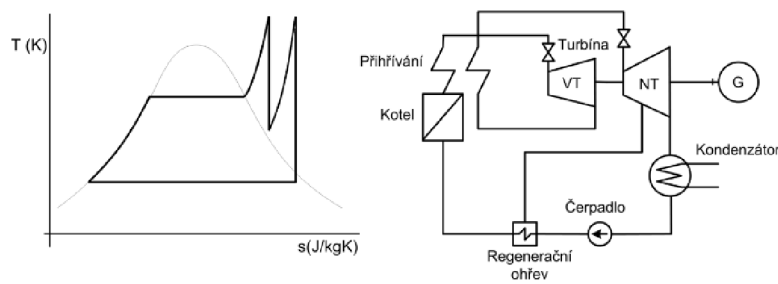 T (K)
s(J/kgK)
Přihřívání
Kotel
Turbína
VT
NT
G
Kondenzátor
Čerpadlo
Regenerační
ohřev